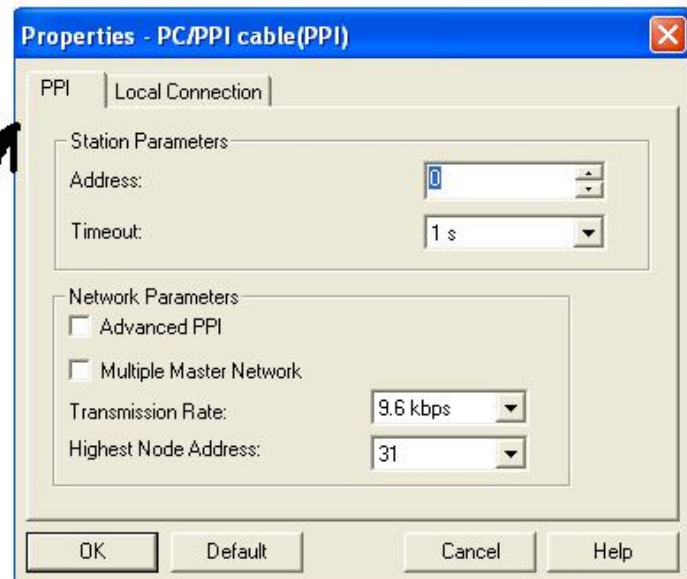 Properties - PC/PPI cable(PPI)
PPI Local Connection
Station Parameters
Address: 0
Timeout: 1 s
Network Parameters
Advanced PPI
Multiple Master Network
Transmission Rate: 9.6 kbps
Highest Node Address: 31
OK Default Cancel Help